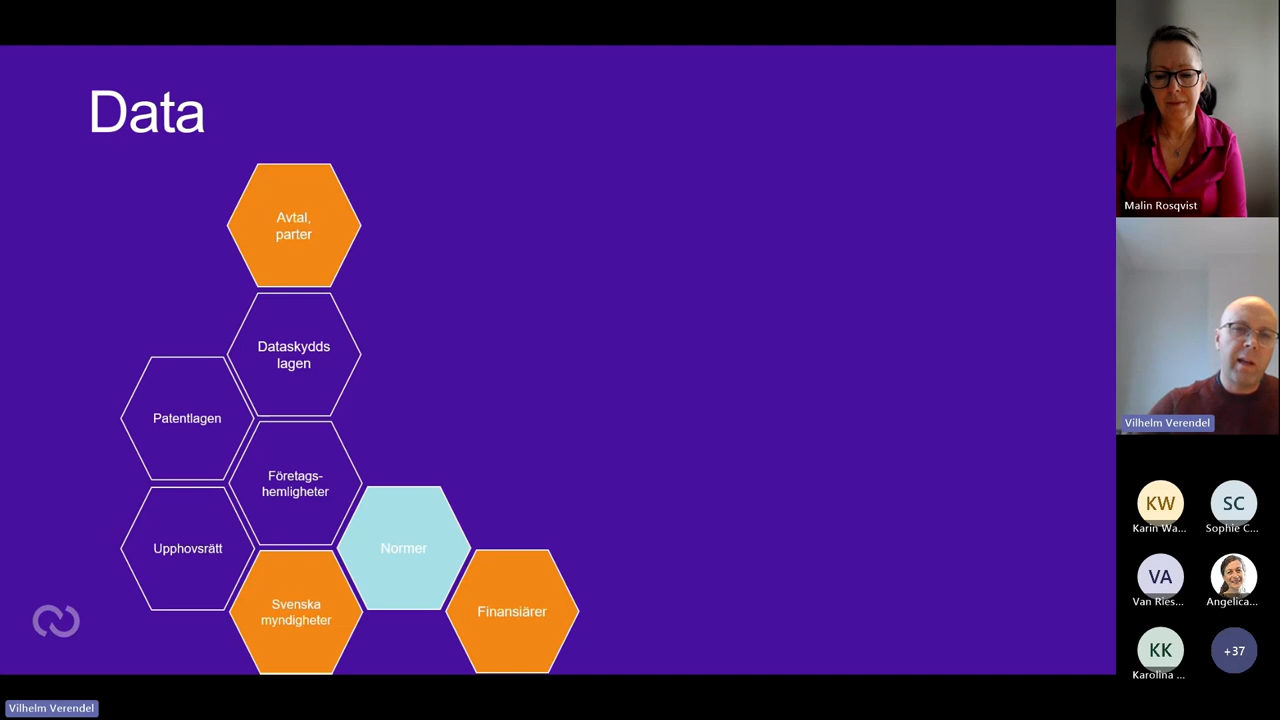 Data
Avtal,
parter
Dataskydds
lagen
Patentlagen
Företags-
hemligheter
Upphovsrätt
Normer
Svenska
myndigheter
Finansiärer
Malin Rosqvist
Vilhelm Verendel
KW
Karin Wa...
SC
Sophie C...
VA
Van Ries...
Angelica...
KK
Karolina ...
+37
Vilhelm Verendel